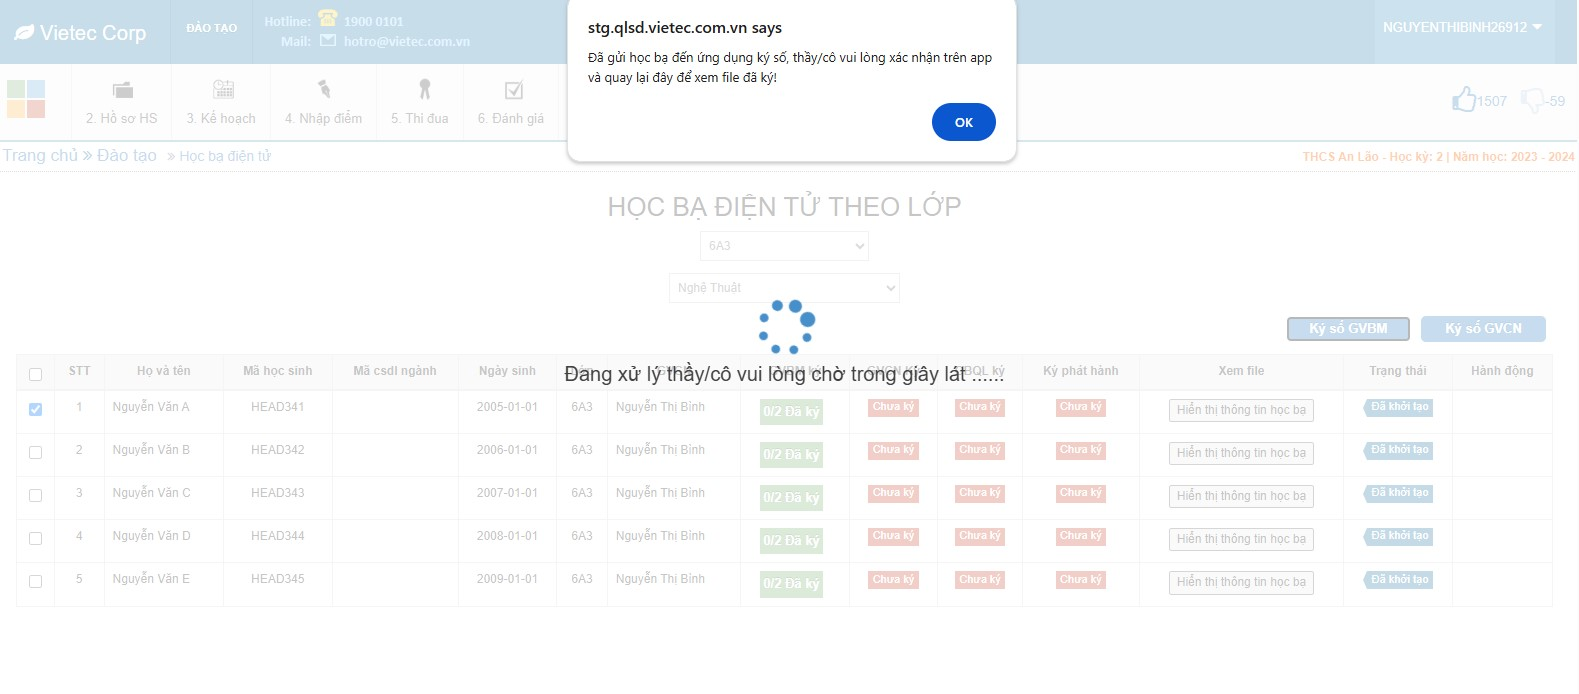 stg.qlsd.vietec.com.vn says
Đã gửi học bạ đến ứng dụng ký số, thầy/cô vui lòng xác nhận trên app
và quay lại đây để xem file đã ký!
OK
Vietec Corp
ĐÀO TẠO
Hotline: 1900 0101
Mail: hotro@vietec.com.vn
NGUYENTHIBINH26912
2. Hồ sơ HS
3. Kế hoạch
4. Nhập điểm
5. Thi đua
6. Đánh giá
1507
-59
Trang chủ » Đào tạo » Học bạ điện tử
THCS An Lão - Học kỳ: 2 | Năm học: 2023 - 2024
HỌC BẠ ĐIỆN TỬ THEO LỚP
6A3
Nghệ Thuật
Ký số GVBM Ký số GVCN
Đang xử lý thầy/cô vui lòng chờ trong giây lát ......
STT Họ và tên Mã học sinh Mã csdl ngành Ngày sinh GVBM ký GVCN Ký CBQL ký Ký phát hành Xem file Trạng thái Hành động
1 Nguyễn Văn A HEAD341 2005-01-01 6A3 Nguyễn Thị Bình 0/2 Đã ký Chưa ký Chưa ký Chưa ký Hiển thị thông tin học bạ Đã khởi tạo
2 Nguyễn Văn B HEAD342 2006-01-01 6A3 Nguyễn Thị Bình 0/2 Đã ký Chưa ký Chưa ký Chưa ký Hiển thị thông tin học bạ Đã khởi tạo
3 Nguyễn Văn C HEAD343 2007-01-01 6A3 Nguyễn Thị Bình 0/2 Đã ký Chưa ký Chưa ký Chưa ký Hiển thị thông tin học bạ Đã khởi tạo
4 Nguyễn Văn D HEAD344 2008-01-01 6A3 Nguyễn Thị Bình 0/2 Đã ký Chưa ký Chưa ký Chưa ký Hiển thị thông tin học bạ Đã khởi tạo
5 Nguyễn Văn E HEAD345 2009-01-01 6A3 Nguyễn Thị Bình 0/2 Đã ký Chưa ký Chưa ký Chưa ký Hiển thị thông tin học bạ Đã khởi tạo